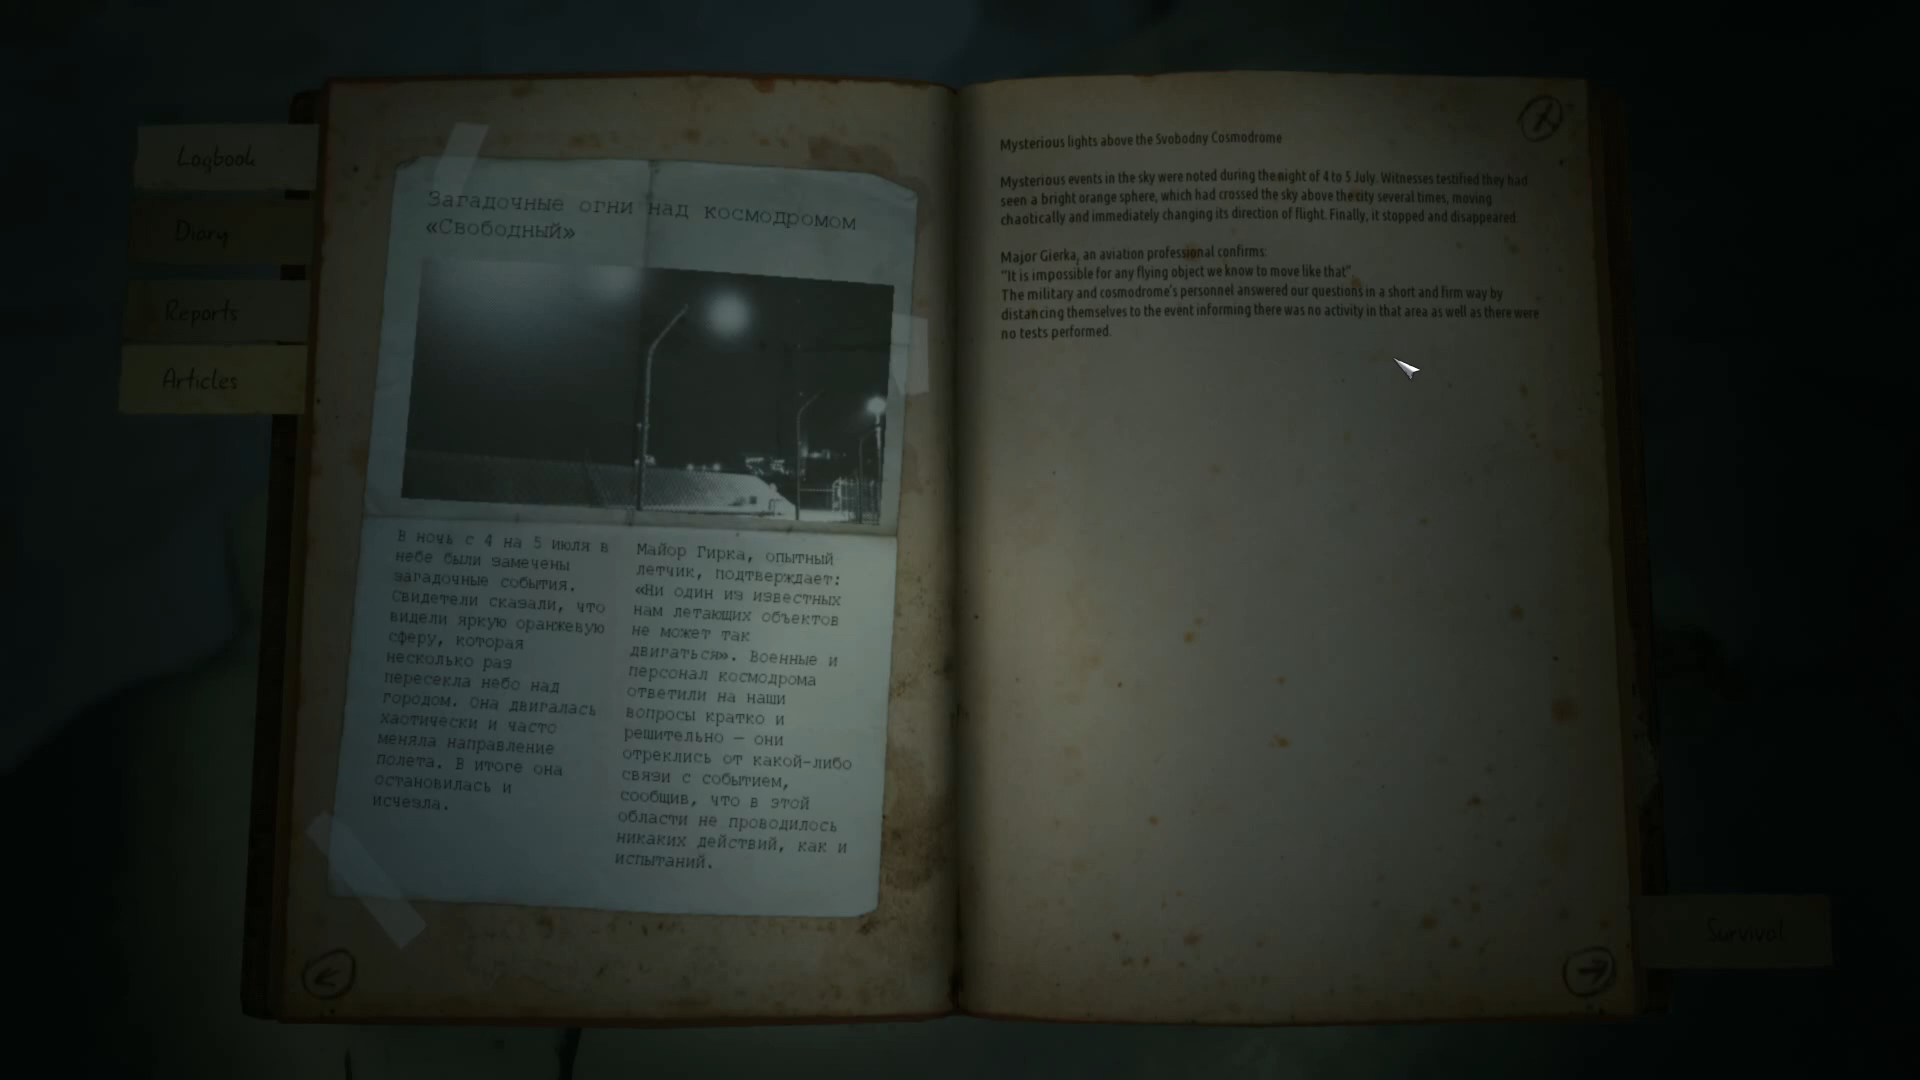 Logbook
Diary
Reports
Articles
Загадочные огни над космодромом
«Свободный»
В ночь с 4 на 5 июля в
небе были замечены
загадочные события.
Свидетели сказали, что
видели яркую оранжевую
сферу, которая
несколько раз
пересекла небо над
городом. Она двигалась
хаотически и часто
меняла направление
полета. В итоге она
остановилась и
исчезла.
Майор Гирка, опытный
летчик, подтверждает:
«Ни один из известных
нам летающих объектов
не может так
двигаться». Военные и
персонал космодрома
ответили на наши
вопросы кратко и
решительно — они
отреклись от какой-либо
связи с событием,
сообщив, что в этой
области не проводилось
никаких действий, как и
испытаний.
Mysterious lights above the Svobodny Cosmodrome
Mysterious events in the sky were noted during the night of 4 to 5 July. Witnesses testified they had
seen a bright orange sphere, which had crossed the sky above the city several times, moving
chaotically and immediately changing its direction of flight. Finally, it stopped and disappeared.
Major Gierka, an aviation professional confirms:
"It is impossible for any flying object we know to move like that".
The military and cosmodrome's personnel answered our questions in a short and firm way by
distancing themselves to the event informing there was no activity in that area as well as there were
no tests performed.
Survival